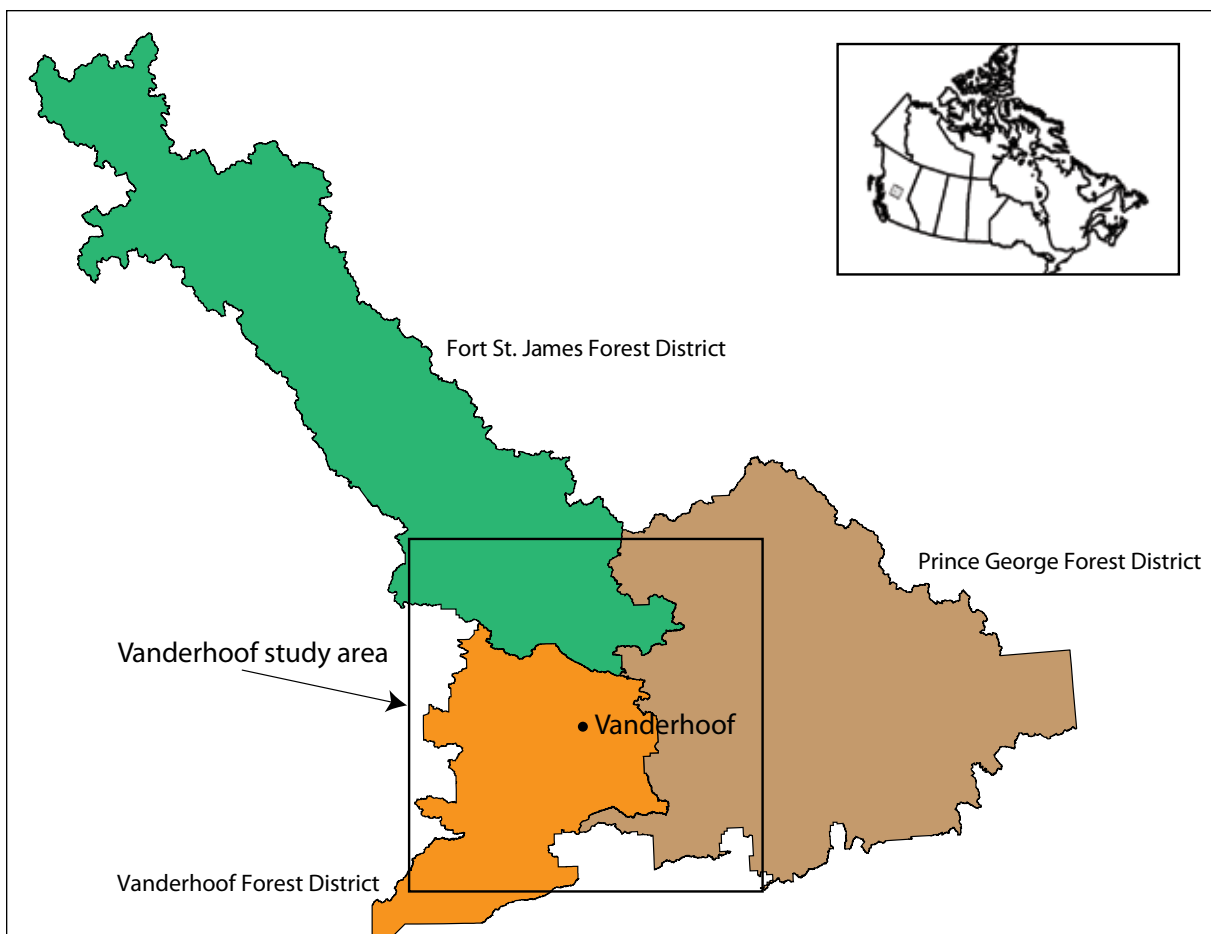 Fort St. James Forest District
Prince George Forest District
Vanderhoof study area
Vanderhoof
Vanderhoof Forest District